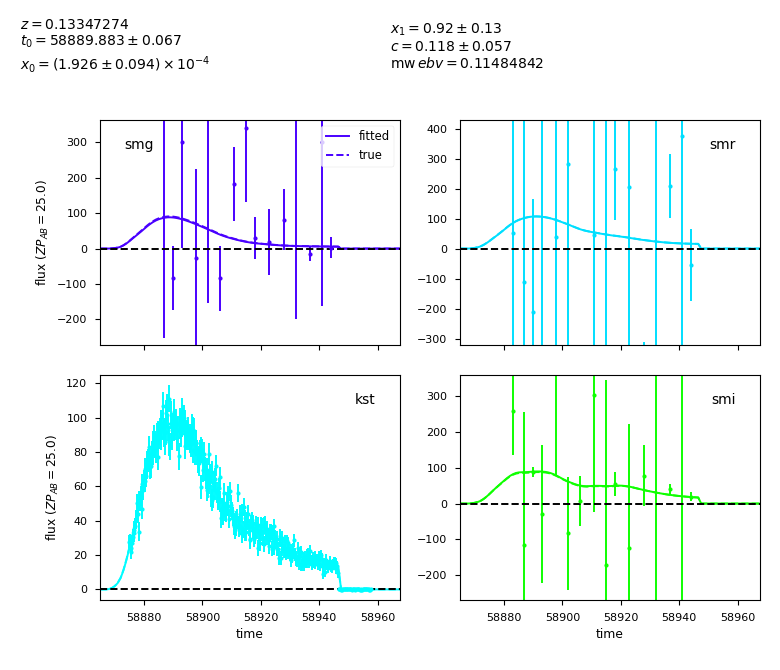 z = 0.13347274
t₀ = 58889.883 ± 0.067
x₀ = (1.926 ± 0.094) × 10⁻⁴
x₁ = 0.92 ± 0.13
c = 0.118 ± 0.057
mw ebv = 0.11484842
smg
fitted
true
300
200
100
0
−100
−200
flux (ZP_AB = 25.0)
smr
400
300
200
100
0
−100
−200
−300
kst
120
100
80
60
40
20
0
flux (ZP_AB = 25.0)
58880 58900 58920 58940 58960
time
smi
300
200
100
0
−100
−200
58880 58900 58920 58940 58960
time